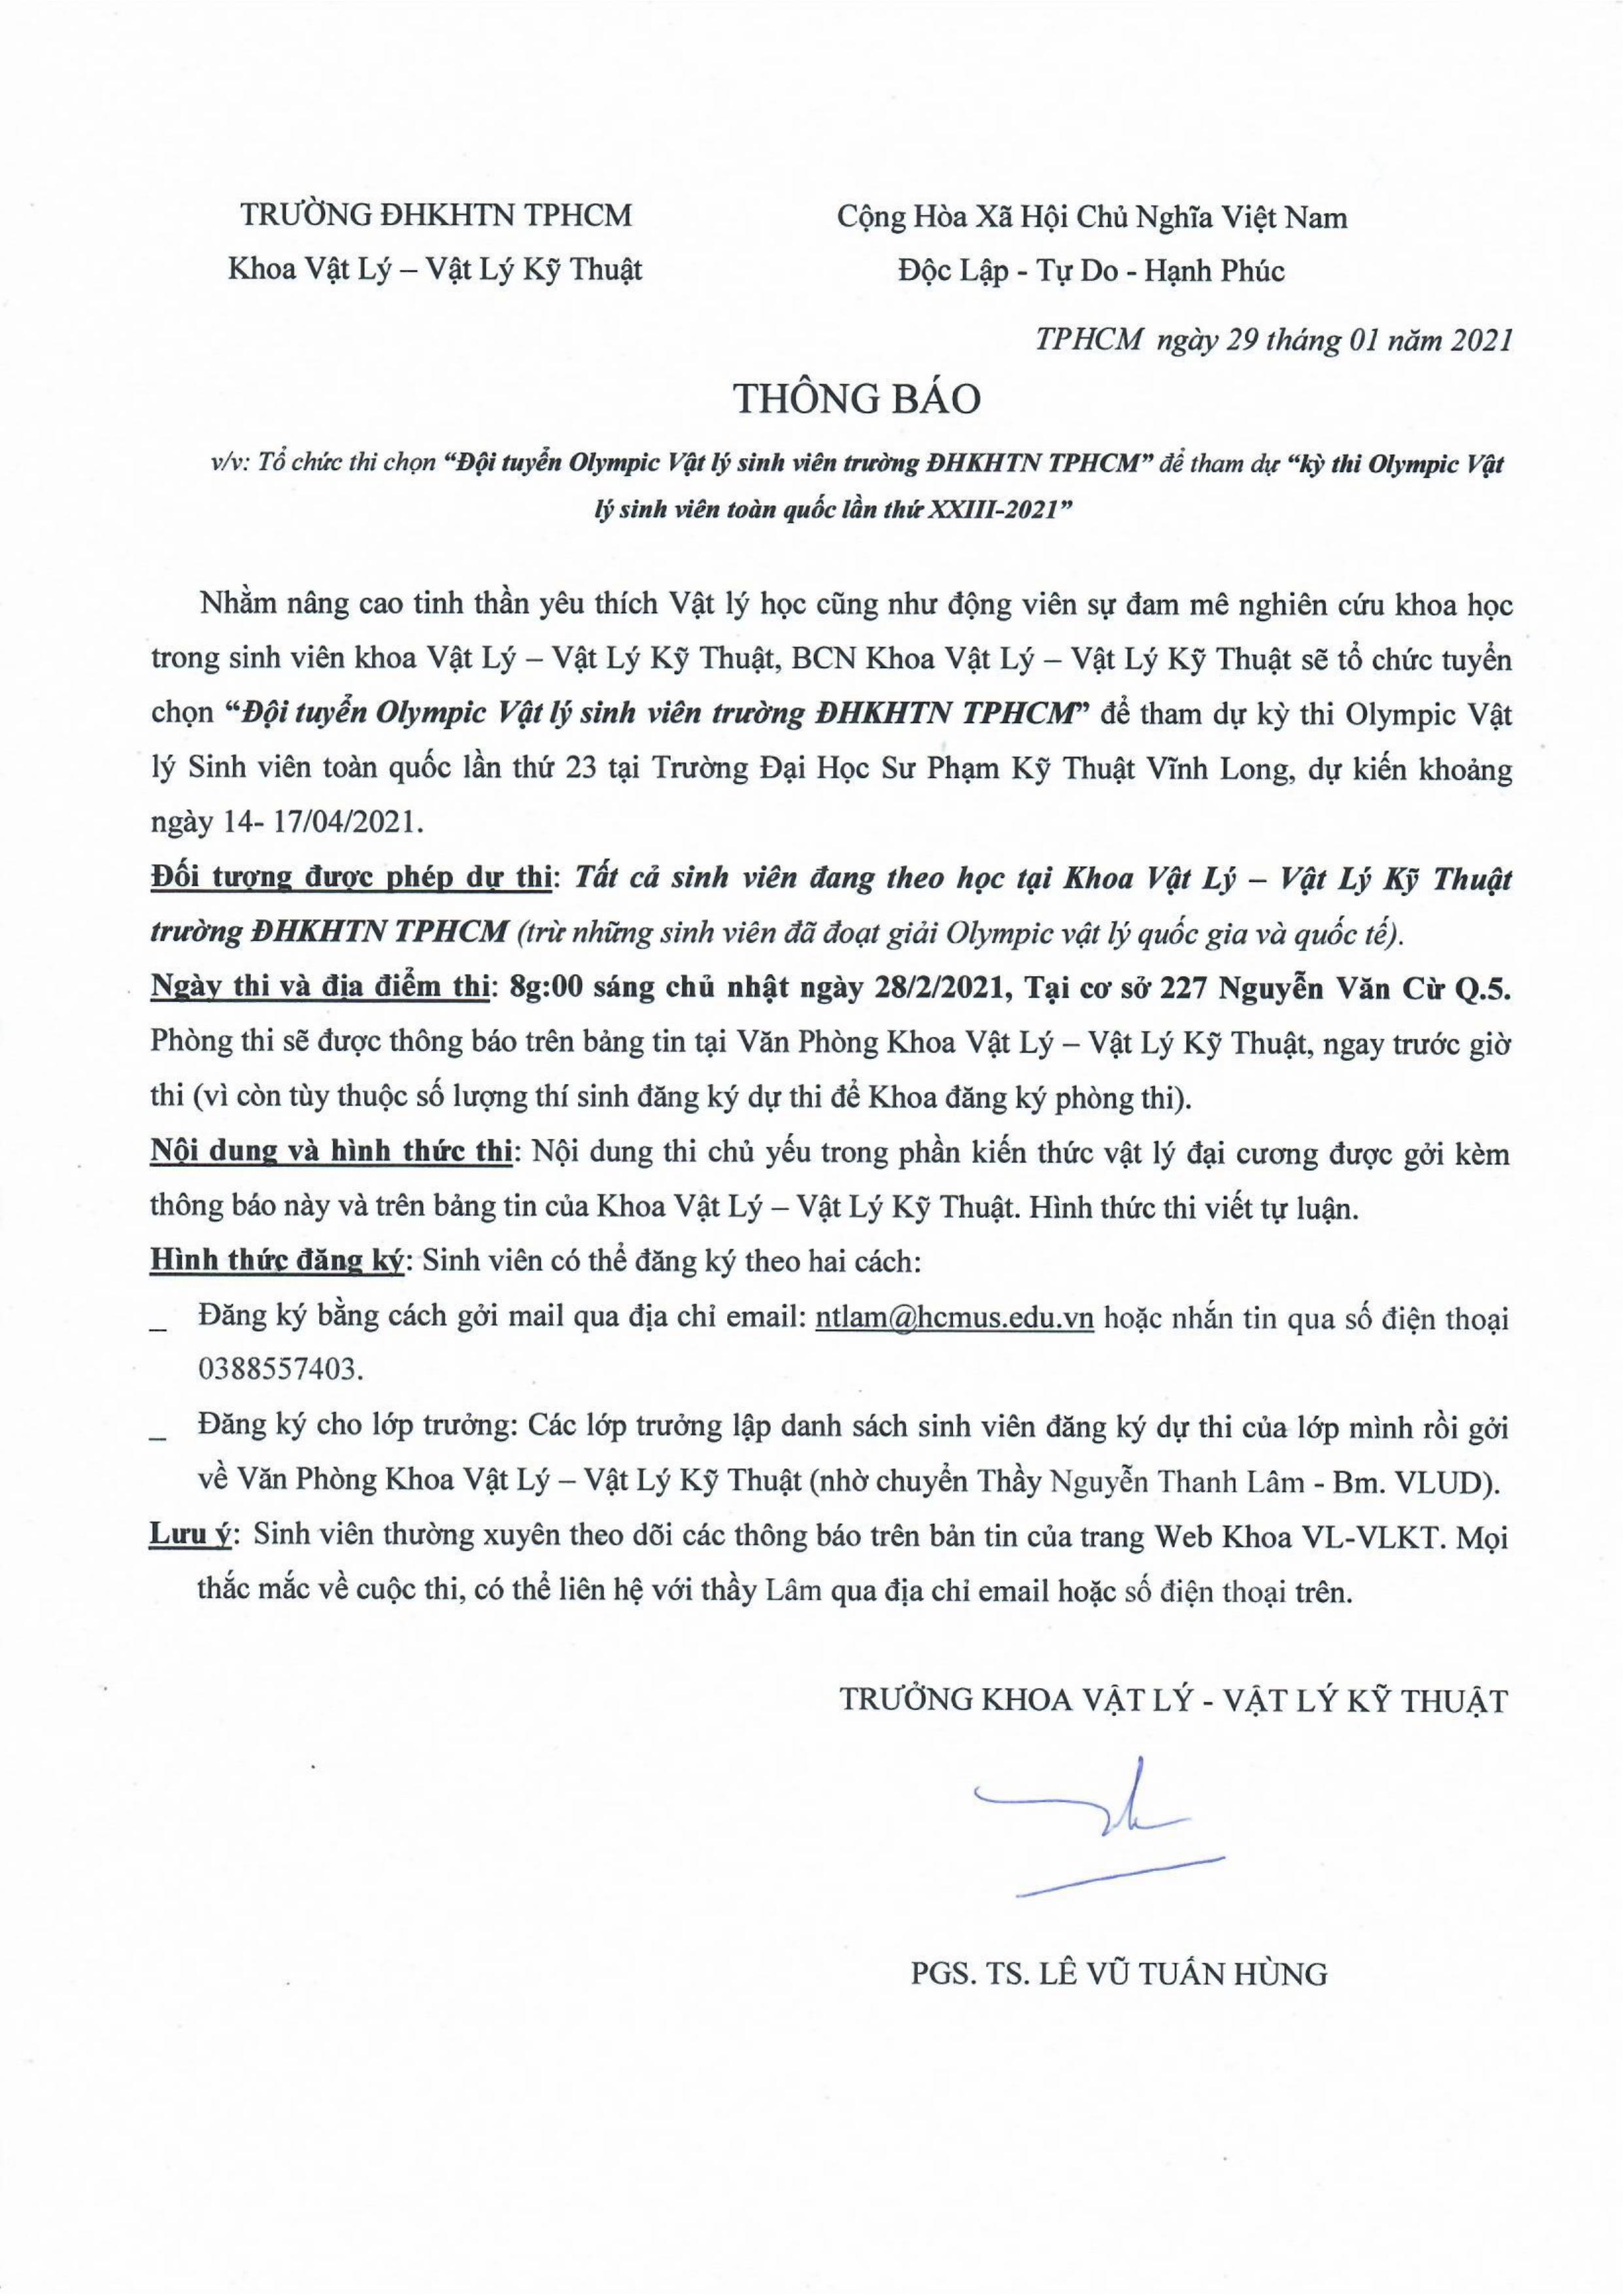 TRƯỜNG ĐHKHTN TPHCM
Khoa Vật Lý – Vật Lý Kỹ Thuật
Cộng Hòa Xã Hội Chủ Nghĩa Việt Nam
Độc Lập - Tự Do - Hạnh Phúc
TPHCM ngày 29 tháng 01 năm 2021
THÔNG BÁO
v/v: Tổ chức thi chọn “Đội tuyển Olympic Vật lý sinh viên trường ĐHKHTN TPHCM” để tham dự “kỳ thi Olympic Vật
lý sinh viên toàn quốc lần thứ XXIII-2021”
Nhằm nâng cao tinh thần yêu thích Vật lý học cũng như động viên sự đam mê nghiên cứu khoa học
trong sinh viên khoa Vật Lý – Vật Lý Kỹ Thuật, BCN Khoa Vật Lý – Vật Lý Kỹ Thuật sẽ tổ chức tuyển
chọn “Đội tuyển Olympic Vật lý sinh viên trường ĐHKHTN TPHCM” để tham dự kỳ thi Olympic Vật
lý Sinh viên toàn quốc lần thứ 23 tại Trường Đại Học Sư Phạm Kỹ Thuật Vĩnh Long, dự kiến khoảng
ngày 14- 17/04/2021.
Đối tượng được phép dự thi: Tất cả sinh viên đang theo học tại Khoa Vật Lý – Vật Lý Kỹ Thuật
trường ĐHKHTN TPHCM (trừ những sinh viên đã đoạt giải Olympic vật lý quốc gia và quốc tế).
Ngày thi và địa điểm thi: 8g:00 sáng chủ nhật ngày 28/2/2021, Tại cơ sở 227 Nguyễn Văn Cừ Q.5.
Phòng thi sẽ được thông báo trên bảng tin tại Văn Phòng Khoa Vật Lý – Vật Lý Kỹ Thuật, ngay trước giờ
thi (vì còn tùy thuộc số lượng thí sinh đăng ký dự thi để Khoa đăng ký phòng thi).
Nội dung và hình thức thi: Nội dung thi chủ yếu trong phần kiến thức vật lý đại cương được gởi kèm
thông báo này và trên bảng tin của Khoa Vật Lý – Vật Lý Kỹ Thuật. Hình thức thi viết tự luận.
Hình thức đăng ký: Sinh viên có thể đăng ký theo hai cách:
_ Đăng ký bằng cách gởi mail qua địa chỉ email: ntlam@hcmus.edu.vn hoặc nhắn tin qua số điện thoại
0388557403.
_ Đăng ký cho lớp trưởng: Các lớp trưởng lập danh sách sinh viên đăng ký dự thi của lớp mình rồi gởi
về Văn Phòng Khoa Vật Lý – Vật Lý Kỹ Thuật (nhờ chuyển Thầy Nguyễn Thanh Lâm - Bm. VLUD).
Lưu ý: Sinh viên thường xuyên theo dõi các thông báo trên bản tin của trang Web Khoa VL-VLKT. Mọi
thắc mắc về cuộc thi, có thể liên hệ với thầy Lâm qua địa chỉ email hoặc số điện thoại trên.
TRƯỞNG KHOA VẬT LÝ - VẬT LÝ KỸ THUẬT
PGS. TS. LÊ VŨ TUẤN HÙNG